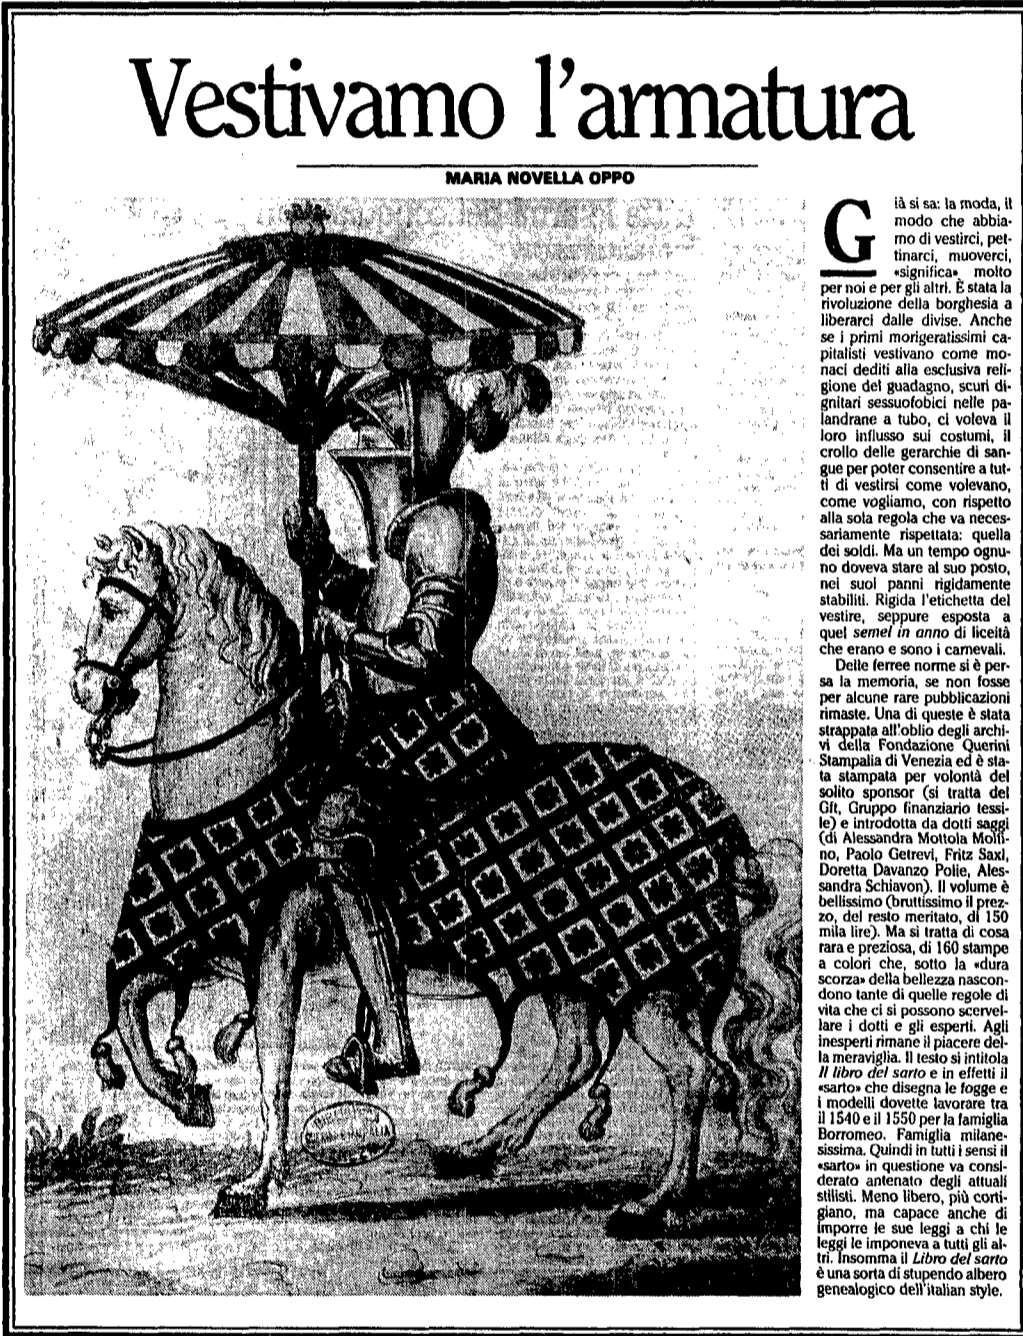 Vestivamo l'armatura
MARIA NOVELLA OPPO
Già si sa: la moda, il
modo che abbia-
mo di vestirci, pet-
tinarci, muoverci,
«significa» molto
per noi e per gli altri. È stata la
rivoluzione della borghesia a
liberarci dalle divise. Anche
se i primi morigeratissimi ca-
pitalisti vestivano come mo-
naci dediti alla esclusiva reli-
gione del guadagno, scuri di-
gnitari sessuofobici nelle pa-
landrane a tubo, ci voleva il
loro influsso sui costumi, il
crollo delle gerarchie di san-
gue per poter consentire a tut-
ti di vestirsi come volevano,
come vogliamo, con rispetto
alla sola regola che va neces-
sariamente rispettata: quella
dei soldi. Ma un tempo ognu-
no doveva stare al suo posto,
nei suoi panni rigidamente
stabiliti. Rigida l'etichetta del
vestire, seppure esposta a
quel semel in anno di liceità
che erano e sono i carnevali.
Delle ferree norme si è per-
sa la memoria, se non fosse
per alcune rare pubblicazioni
rimaste. Una di queste è stata
strappata all'oblio degli archi-
vi della Fondazione Querini
Stampalia di Venezia ed è sta-
ta stampata per volontà del
solito sponsor (si tratta del
Gft, Gruppo finanziario tessi-
le) e introdotta da dotti saggi
(di Alessandra Mottola Molfi-
no, Paolo Getrevi, Fritz Saxl,
Doretta Davanzo Polie, Ales-
sandra Schiavon). Il volume è
bellissimo (bruttissimo il prez-
zo, del resto meritato, di 150
mila lire). Ma si tratta di cosa
rara e preziosa, di 160 stampe
a colori che, sotto la «dura
scorza» della bellezza nascon-
dono tante di quelle regole di
vita che ci si possono scervel-
lare i dotti e gli esperti. Agli
inesperti rimane il piacere del-
la meraviglia. Il testo si intitola
Il libro del sarto e in effetti il
«sarto» che disegna le fogge e
i modelli dovette lavorare tra
il 1540 e il 1550 per la famiglia
Borromeo. Famiglia milane-
sissima. Quindi in tutti i sensi il
«sarto» in questione va consi-
derato antenato degli attuali
stilisti. Meno libero, più corti-
giano, ma capace anche di
imporre le sue leggi a chi le
leggi le imponeva a tutti gli al-
tri. Insomma il Libro del sarto
è una sorta di stupendo albero
genealogico dell'italian style.